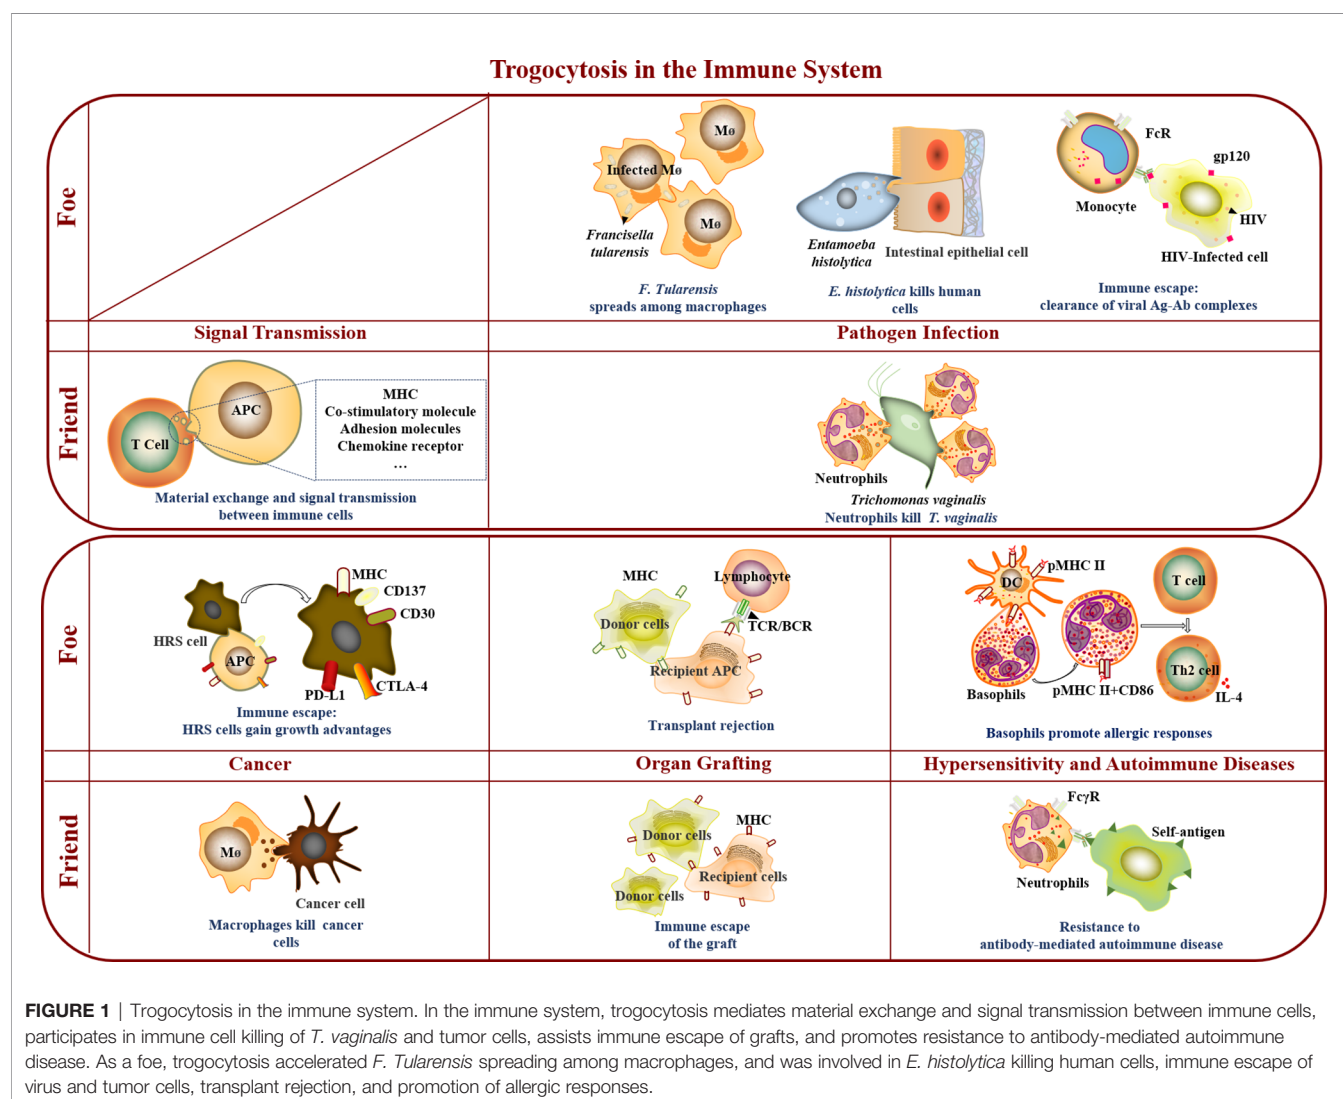 Trogocytosis in the Immune System
Foe
Infected Mø
Mø
Mø
Francisella
tularensis
F. Tularensis
spreads among macrophages
Entamoeba
histolytica
Intestinal epithelial cell
E. histolytica kills human
cells
FcR
gp120
Monocyte
HIV
HIV-Infected cell
Immune escape:
clearance of viral Ag-Ab complexes
Signal Transmission
Pathogen Infection
Friend
T Cell
APC
MHC
Co-stimulatory molecule
Adhesion molecules
Chemokine receptor
...
Material exchange and signal transmission
between immune cells
Neutrophils
Trichomonas vaginalis
Neutrophils kill T. vaginalis
Foe
HRS cell
APC
MHC
CD137
CD30
PD-L1
CTLA-4
Immune escape:
HRS cells gain growth advantages
MHC
Lymphocyte
Donor cells
TCR/BCR
Recipient APC
Transplant rejection
DC
pMHC II
T cell
Basophils
pMHC II+CD86
Th2 cell
IL-4
Basophils promote allergic responses
Cancer
Organ Grafting
Hypersensitivity and Autoimmune Diseases
Friend
Mø
Cancer cell
Macrophages kill cancer
cells
Donor cells
MHC
Recipient cells
Donor cells
Immune escape
of the graft
FcγR
Self-antigen
Neutrophils
Resistance to
antibody-mediated autoimmune disease
FIGURE 1 | Trogocytosis in the immune system. In the immune system, trogocytosis mediates material exchange and signal transmission between immune cells,
participates in immune cell killing of T. vaginalis and tumor cells, assists immune escape of grafts, and promotes resistance to antibody-mediated autoimmune
disease. As a foe, trogocytosis accelerated F. Tularensis spreading among macrophages, and was involved in E. histolytica killing human cells, immune escape of
virus and tumor cells, transplant rejection, and promotion of allergic responses.